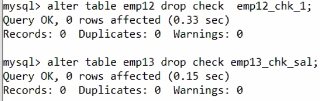 mysql> alter table emp12 drop check  emp12_chk_1;
Query OK, 0 rows affected (0.33 sec)
Records: 0  Duplicates: 0  Warnings: 0
mysql> alter table emp13 drop check emp13_chk_sal;
Query OK, 0 rows affected (0.15 sec)
Records: 0  Duplicates: 0  Warnings: 0